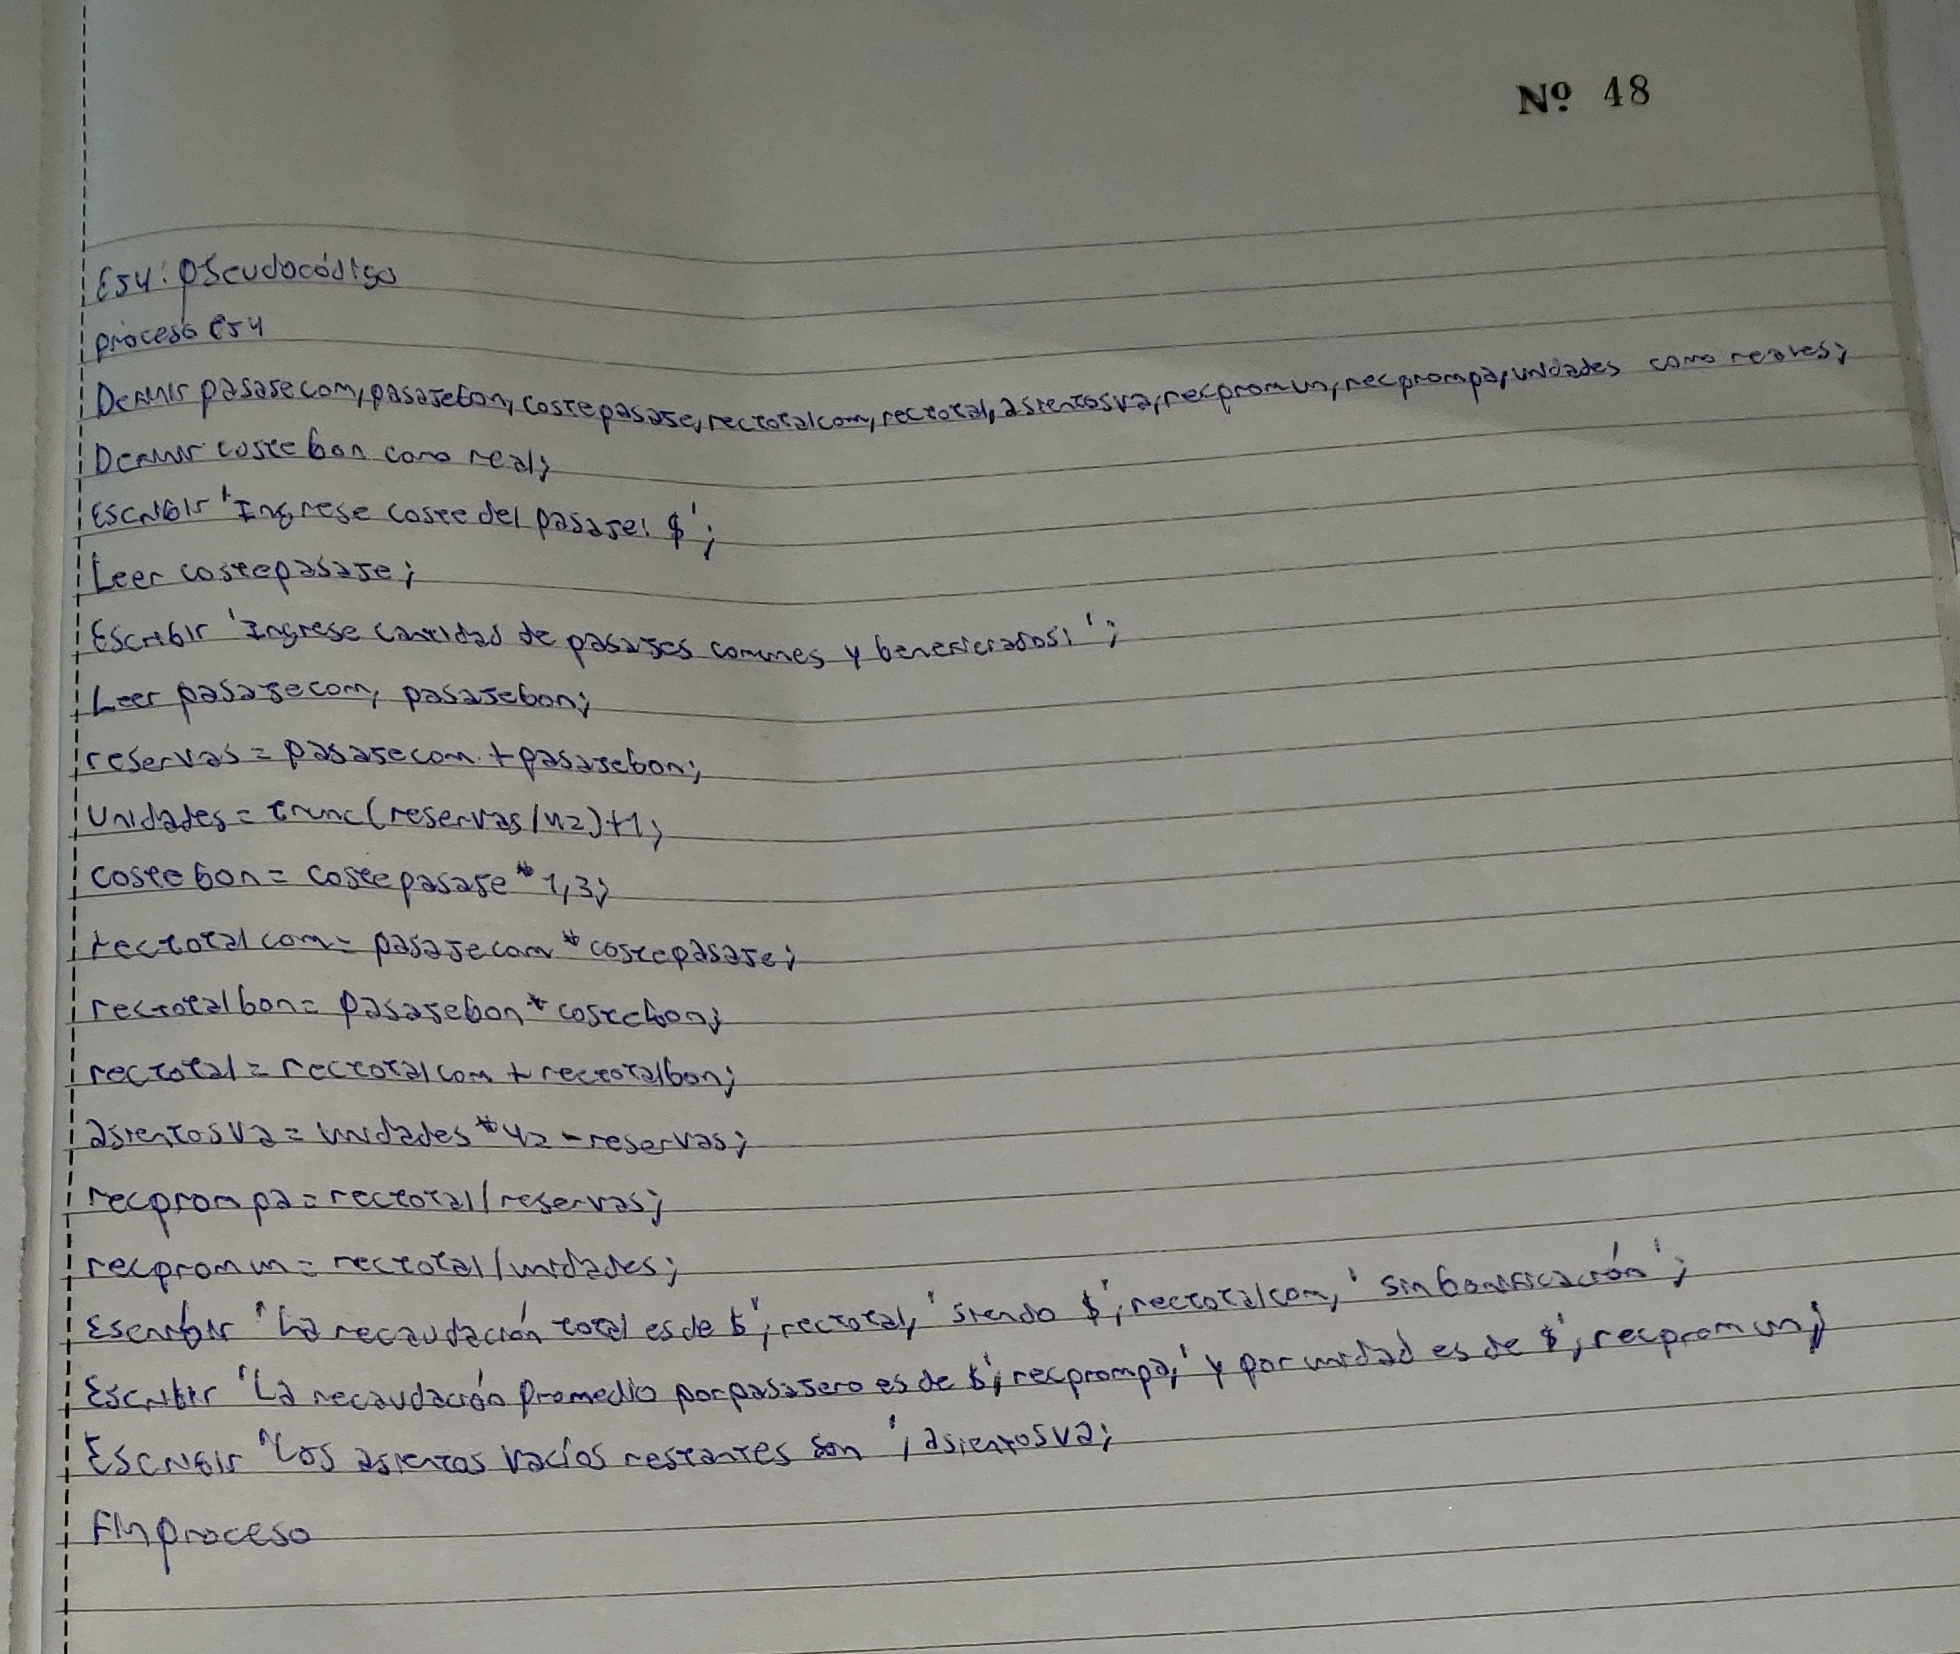 Nº 48
Ej4: pseudocódigo
proceso ej4
Definir pasajecom, pasajebon, costepasaje, rectotalcom, rectotal, asientosva, recpromun, recprompa, unidades como reales;
Definir costebon como real;
Escribir 'Ingrese coste del pasaje: $';
Leer costepasaje;
Escribir 'Ingrese cantidad de pasajes comunes y beneficiados:';
Leer pasajecom, pasajebon;
reservas = pasajecom + pasajebon;
Unidades = trunc(reservas/42)+1;
costebon = costepasaje * 1,3;
rectotalcom = pasajecom * costepasaje;
rectotalbon = pasajebon * costebon;
rectotal = rectotalcom + rectotalbon;
asientosva = unidades * 42 - reservas;
recprompa = rectotal / reservas;
recpromun = rectotal / unidades;
Escribir 'La recaudación total es de $', rectotal, ' siendo $', rectotalcom, ' sin bonificación';
Escribir 'La recaudación promedio por pasajero es de $', recprompa, ' y por unidad es de $', recpromun;
Escribir 'Los asientos vacíos restantes son ', asientosva;
Finproceso